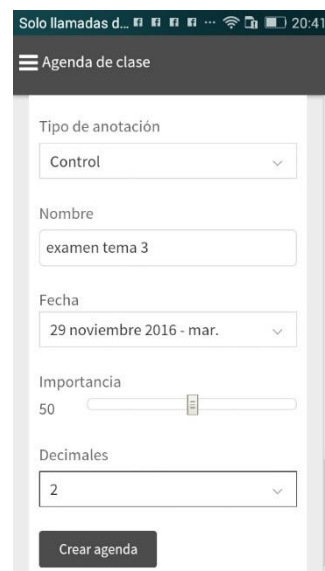 Solo llamadas d... 20:41
Agenda de clase
Tipo de anotación
Control
Nombre
examen tema 3
Fecha
29 noviembre 2016 - mar.
Importancia
50
Decimales
2
Crear agenda